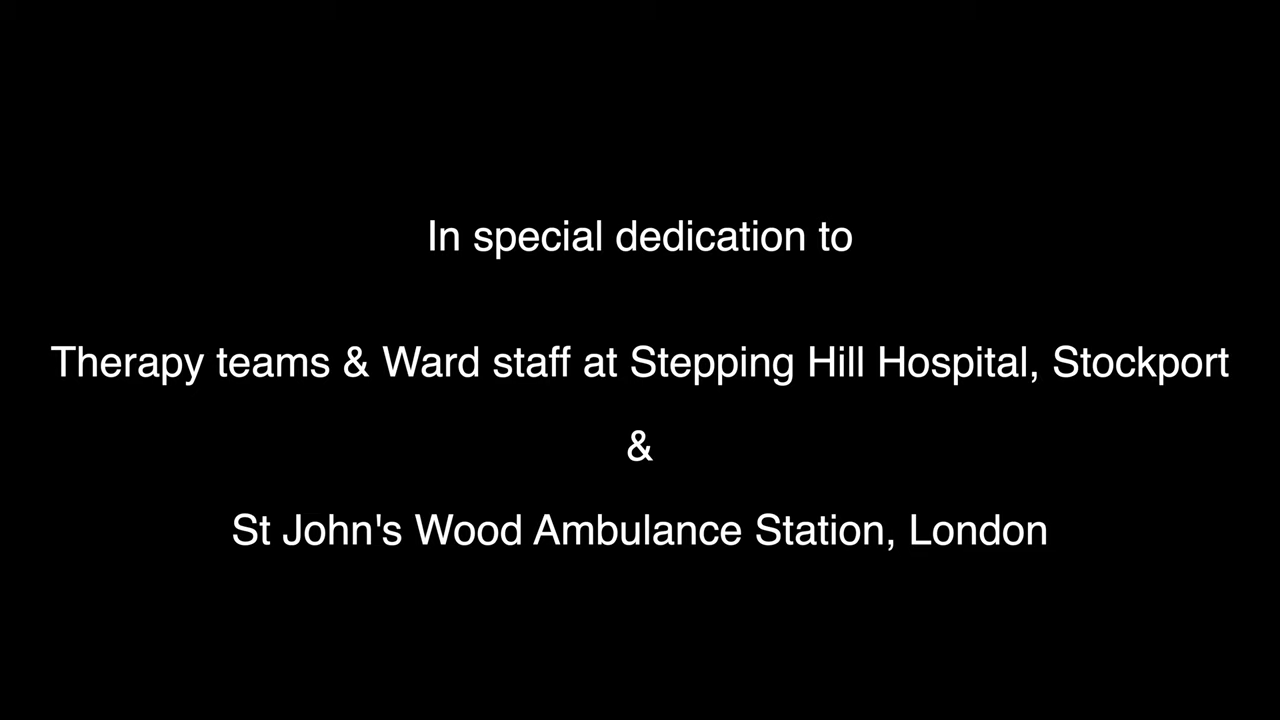 In special dedication to
Therapy teams & Ward staff at Stepping Hill Hospital, Stockport
&
St John's Wood Ambulance Station, London